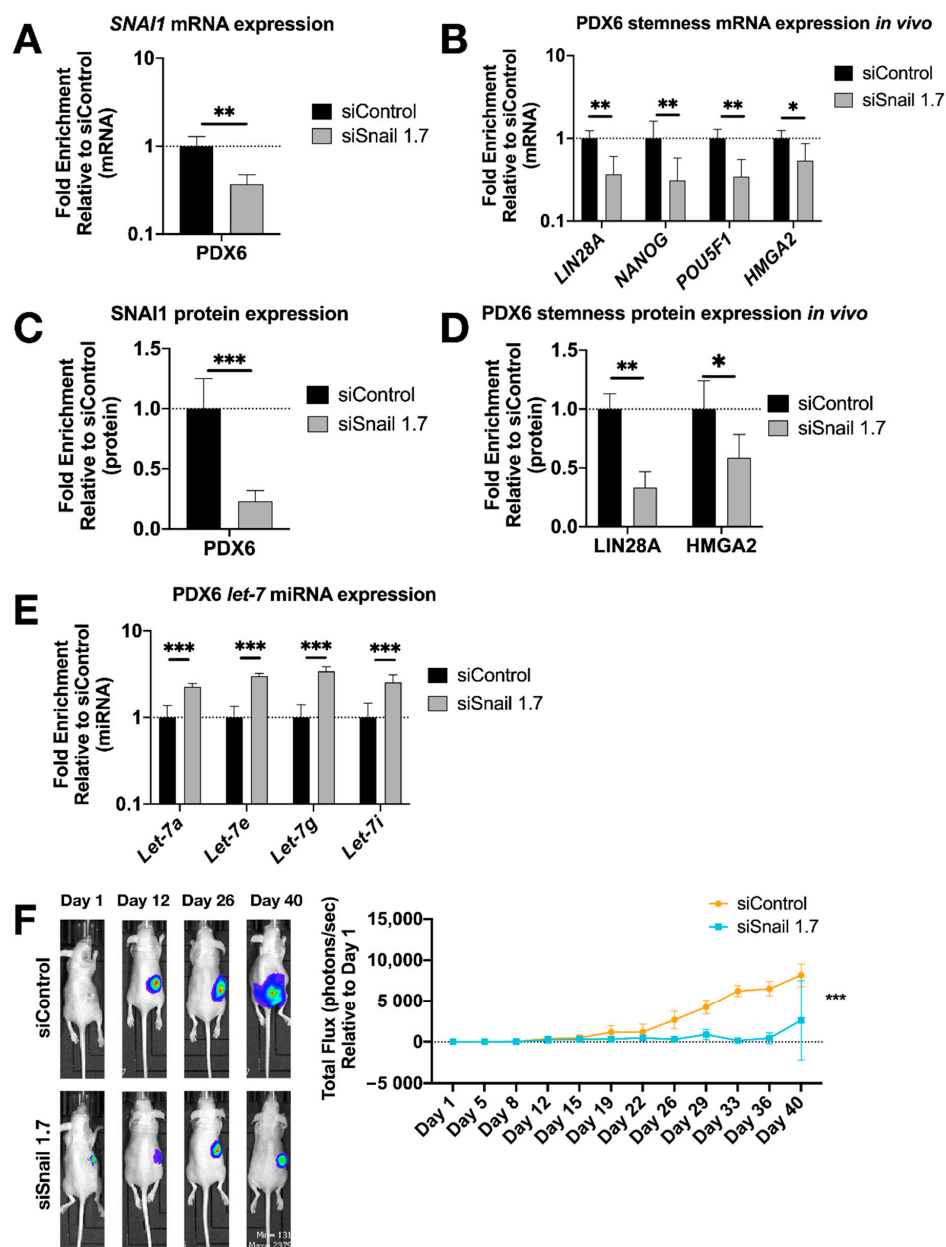 A
SNAI1 mRNA expression
Fold Enrichment
Relative to siControl
(mRNA)
10
1
0.1
**
PDX6
siControl
siSnail 1.7
B
PDX6 stemness mRNA expression in vivo
Fold Enrichment
Relative to siControl
(mRNA)
10
1
0.1
** ** ** *
LIN28A NANOG POU5F1 HMGA2
siControl
siSnail 1.7
C
SNAI1 protein expression
Fold Enrichment
Relative to siControl
(protein)
1.5
1.0
0.5
0.0
***
PDX6
siControl
siSnail 1.7
D
PDX6 stemness protein expression in vivo
Fold Enrichment
Relative to siControl
(protein)
1.5
1.0
0.5
0.0
** *
LIN28A HMGA2
siControl
siSnail 1.7
E
PDX6 let-7 miRNA expression
Fold Enrichment
Relative to siControl
(miRNA)
10
1
0.1
*** *** *** ***
Let-7a Let-7e Let-7g Let-7i
siControl
siSnail 1.7
F
Day 1 Day 12 Day 26 Day 40
siControl
siSnail 1.7
Min= 131
Total Flux (photons/sec)
Relative to Day 1
15,000
10,000
5 000
0
−5 000
siControl
siSnail 1.7
***
Day 1 Day 5 Day 8 Day 12 Day 15 Day 19 Day 22 Day 26 Day 29 Day 33 Day 36 Day 40